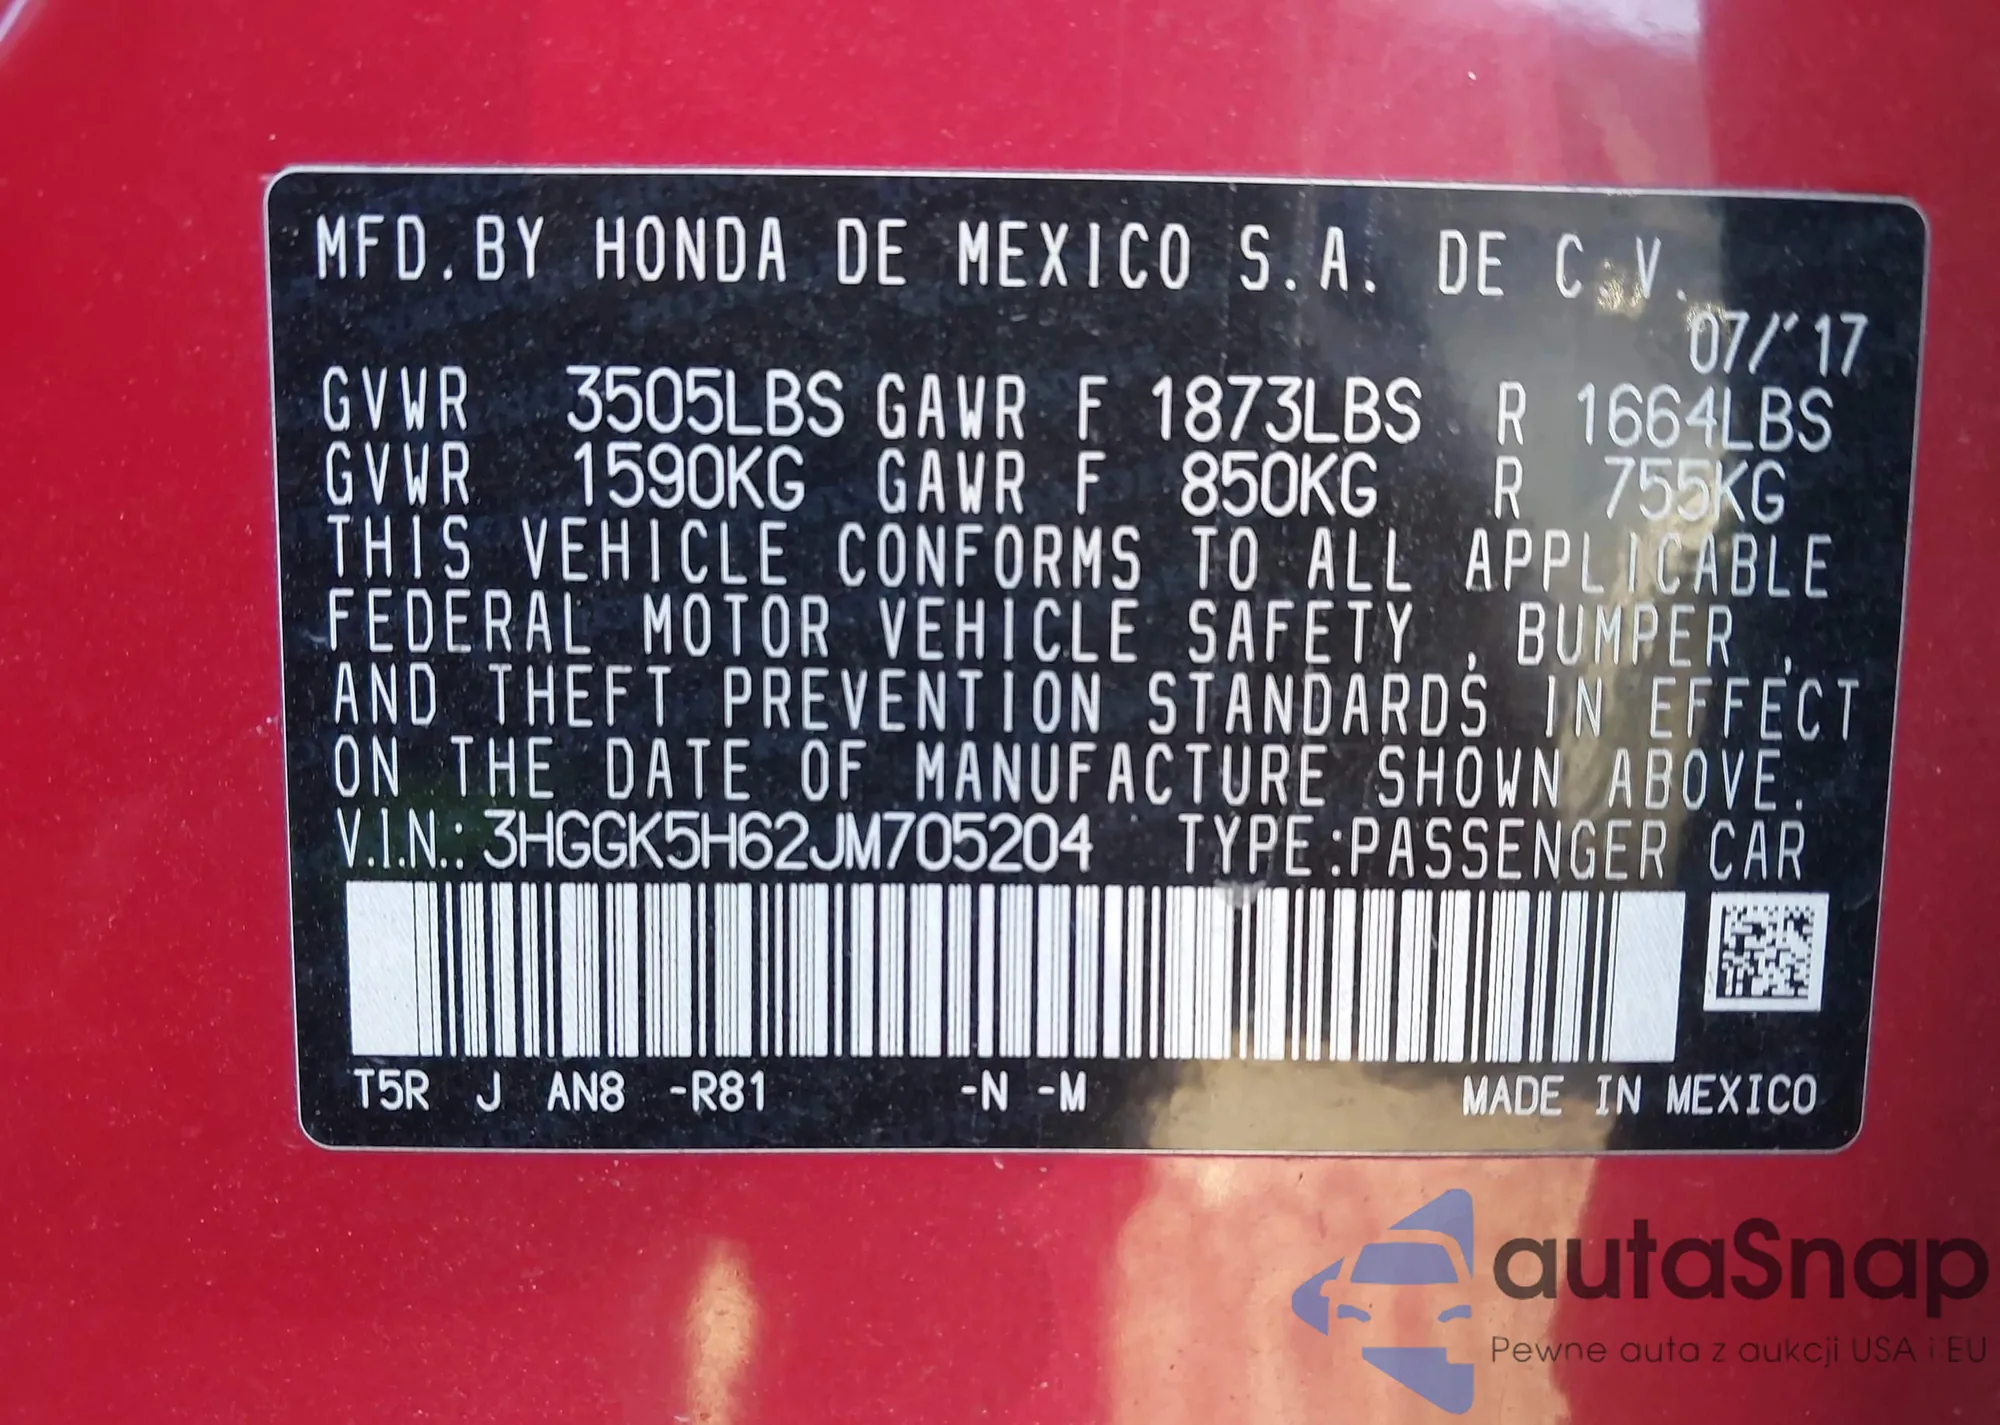 MFD. BY HONDA DE MEXICO S.A. DE C.V.
07/'17
GVWR 3505LBS GAWR F 1873LBS R 1664LBS
GVWR 1590KG GAWR F 850KG R 755KG
THIS VEHICLE CONFORMS TO ALL APPLICABLE
FEDERAL MOTOR VEHICLE SAFETY , BUMPER ,
AND THEFT PREVENTION STANDARDS IN EFFECT
ON THE DATE OF MANUFACTURE SHOWN ABOVE.
V.I.N.: 3HGGK5H62JM705204 TYPE:PASSENGER CAR
T5R J AN8 -R81 -N -M MADE IN MEXICO
autaSnap
Pewne auta z aukcji USA i EU